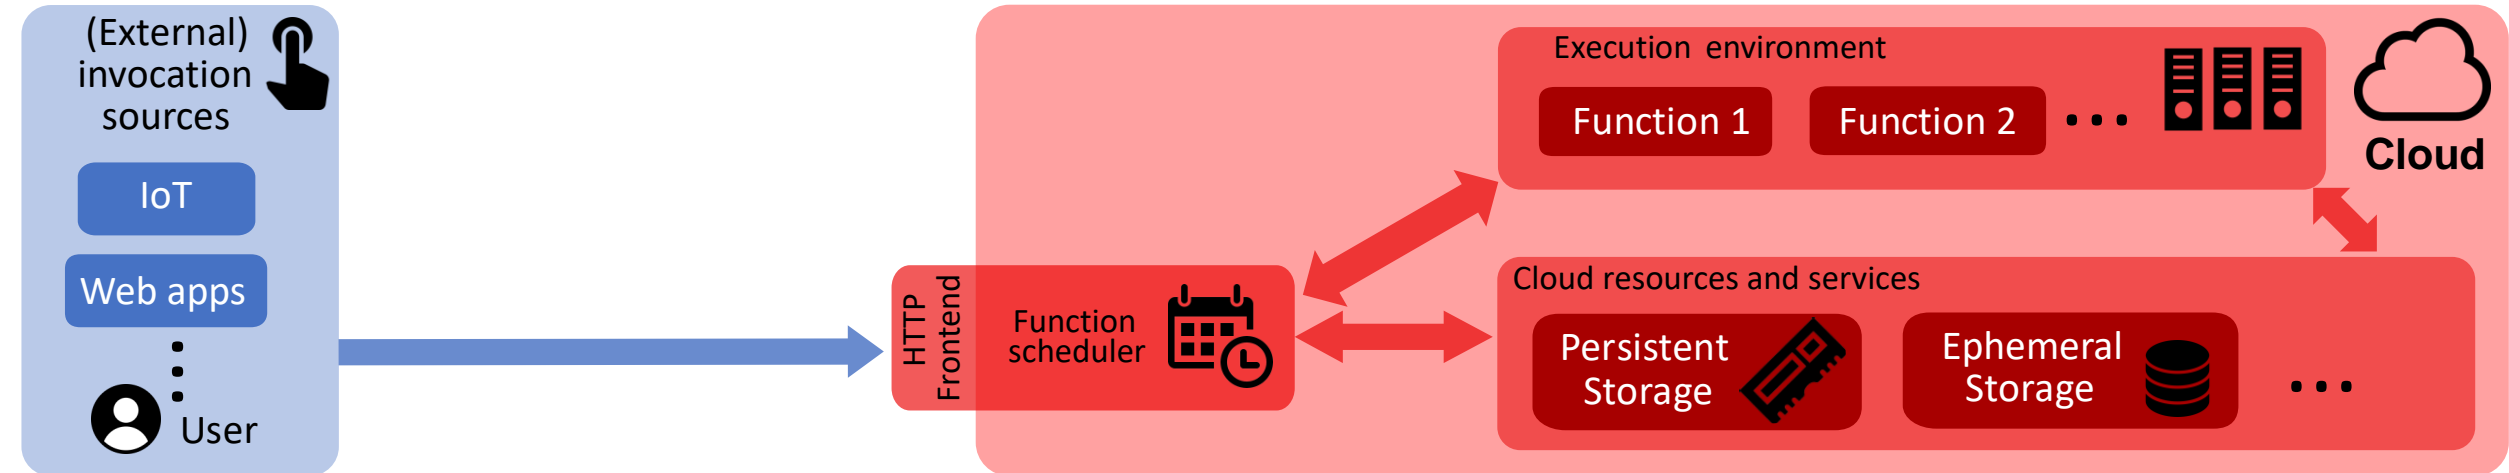 (External)
invocation
sources
IoT
Web apps
User
HTTP
Frontend
Function
scheduler
Execution environment
Function 1
Function 2
...
Cloud
Cloud resources and services
Persistent
Storage
Ephemeral
Storage
...